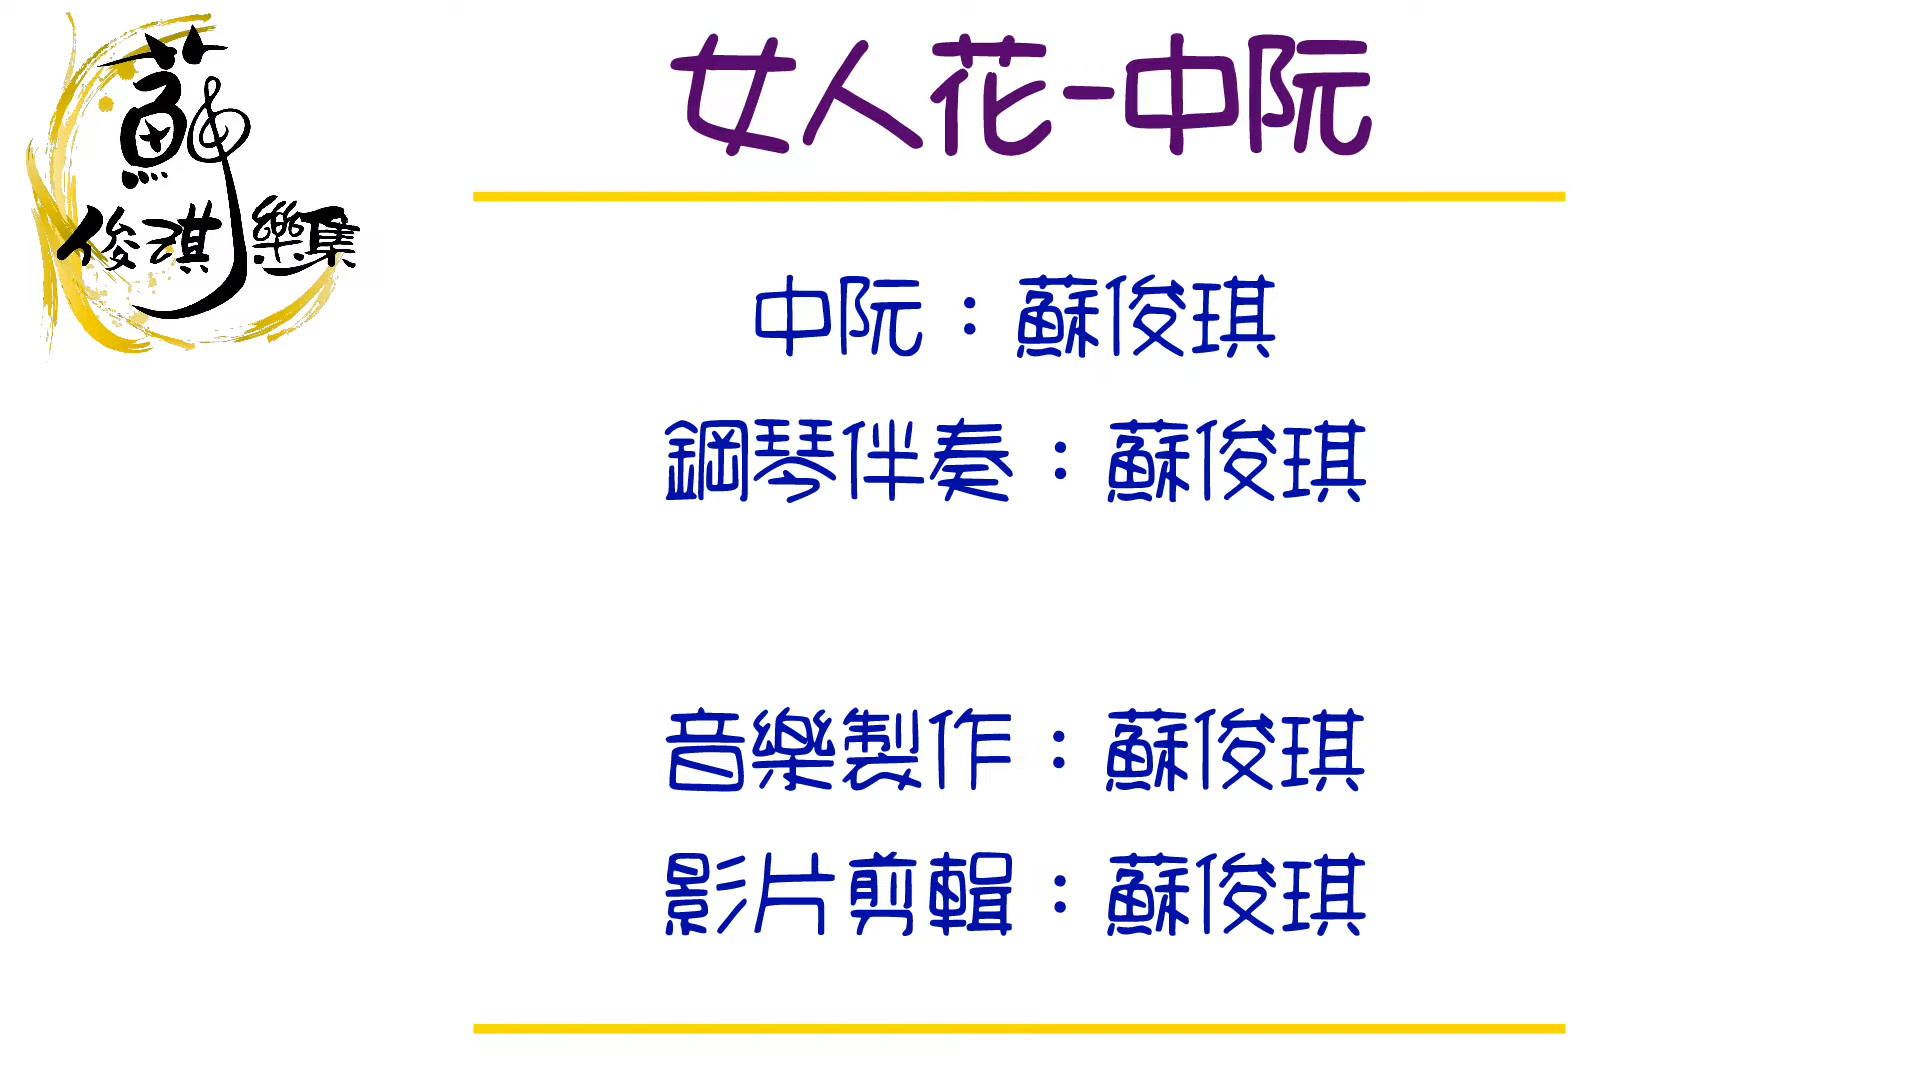 蘇
俊琪樂集
女人花-中阮
中阮：蘇俊琪
鋼琴伴奏：蘇俊琪
音樂製作：蘇俊琪
影片剪輯：蘇俊琪